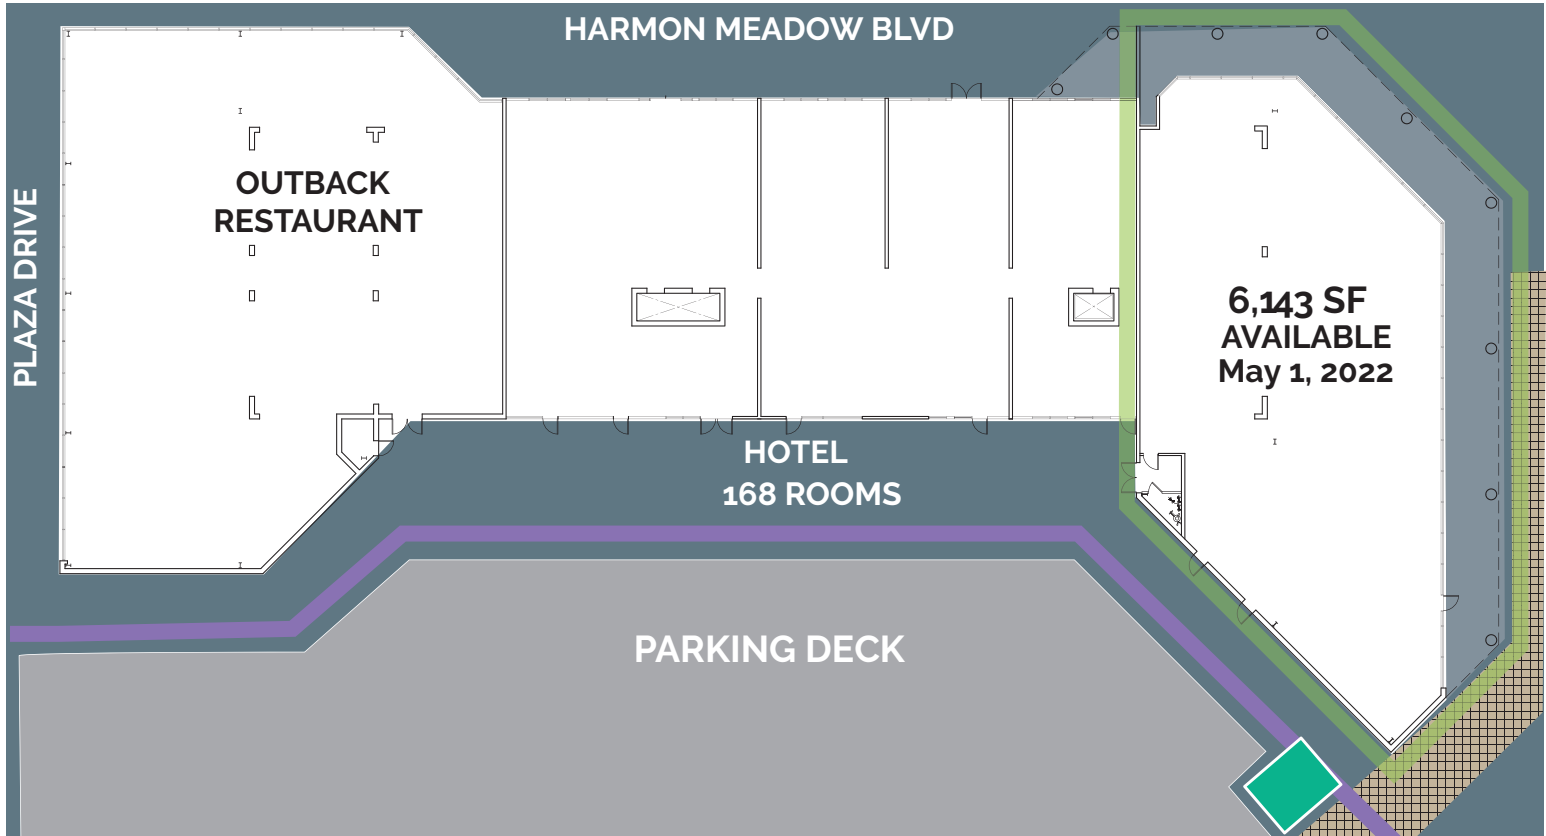 HARMON MEADOW BLVD
PLAZA DRIVE
OUTBACK
RESTAURANT
6,143 SF
AVAILABLE
May 1, 2022
HOTEL
168 ROOMS
PARKING DECK